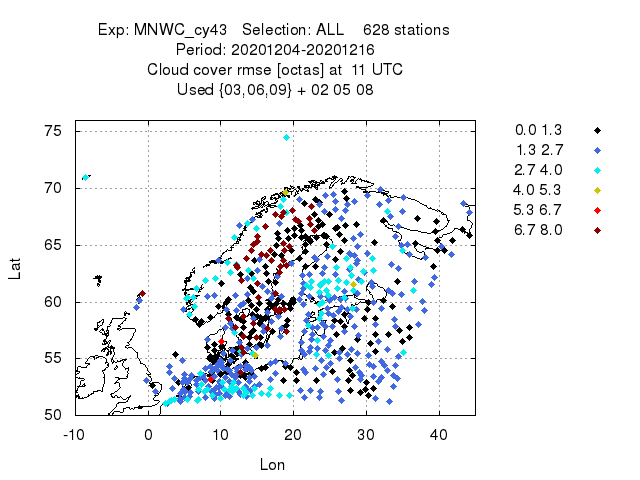 Exp: MNWC_cy43 Selection: ALL 628 stations
Period: 20201204-20201216
Cloud cover rmse [octas] at 11 UTC
Used {03,06,09} + 02 05 08
75
70
65
60
55
50
-10 0 10 20 30 40
Lat
Lon
0.0 1.3
1.3 2.7
2.7 4.0
4.0 5.3
5.3 6.7
6.7 8.0